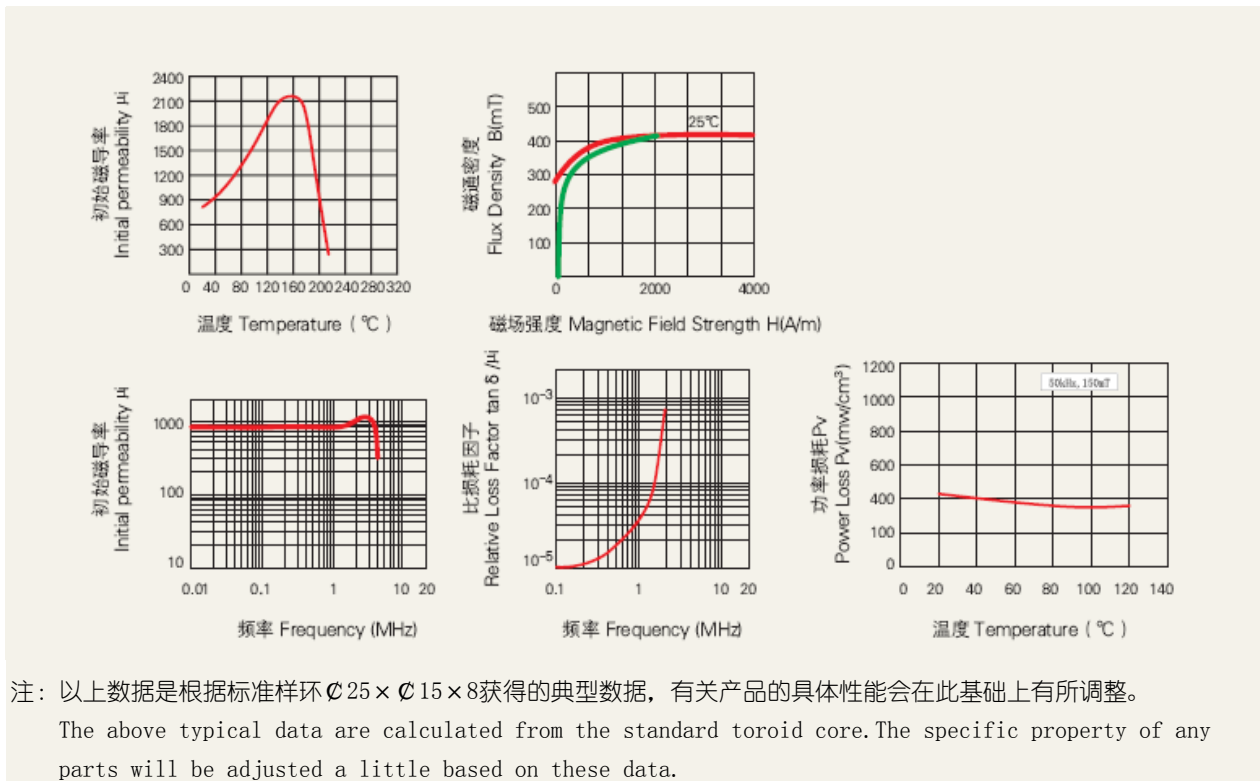 2400
2100
1800
1500
1200
900
600
300
初始磁导率
Initial permeability μi
0 40 80 120 160 200 240 280 320
温度 Temperature ( ℃ )
500
400
300
200
100
25℃
磁通密度
Flux Density B(mT)
0 2000 4000
磁场强度 Magnetic Field Strength H(A/m)
1000
100
10
初始磁导率
Initial permeability μi
0.01 0.1 1 10 20
频率 Frequency (MHz)
10⁻³
10⁻⁴
10⁻⁵
比损耗因子
Relative Loss Factor tan δ /μi
0.1 1 10 20
频率 Frequency (MHz)
1200
1000
800
600
400
100
0
50kHz, 150mT
功率损耗Pv
Power Loss Pv(mw/cm³)
0 20 40 60 80 100 120 140
温度 Temperature ( ℃ )
注: 以上数据是根据标准样环₡25×₡15×8获得的典型数据，有关产品的具体性能会在此基础上有所调整。
The above typical data are calculated from the standard toroid core.The specific property of any
parts will be adjusted a little based on these data.